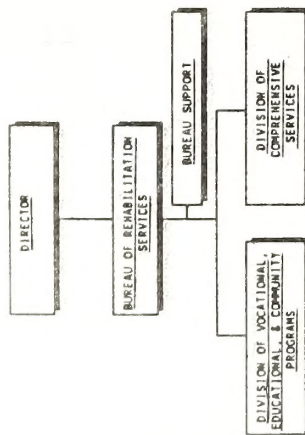 DIRECTOR
BUREAU OF REHABILITATION
SERVICES
BUREAU SUPPORT
DIVISION OF VOCATIONAL,
EDUCATIONAL, & COMMUNITY
PROGRAMS
DIVISION OF
COMPREHENSIVE
SERVICES